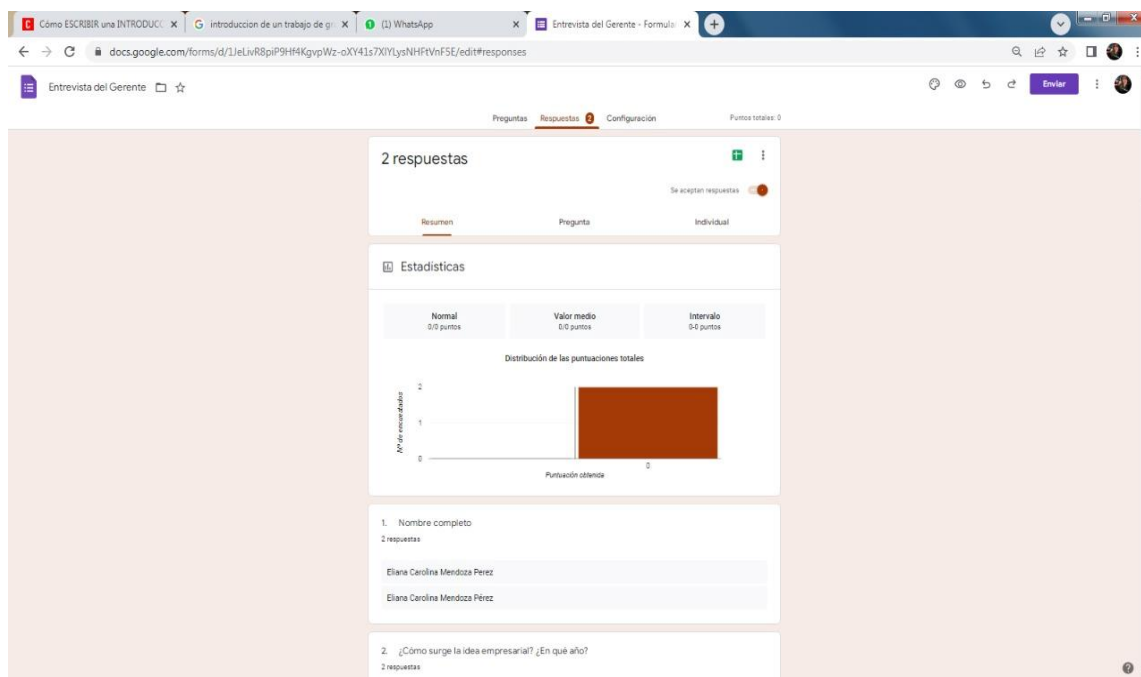 Cómo ESCRIBIR una INTRODUCC
introduccion de un trabajo de gr
(1) WhatsApp
Entrevista del Gerente - Formula
docs.google.com/forms/d/1JeLivR8piP9Hf4KgvpWz-oXY41s7XlYLysNHFtVnF5E/edit#responses
Entrevista del Gerente
Enviar
Preguntas Respuestas 2 Configuración
Puntos totales: 0
2 respuestas
Se aceptan respuestas
Resumen Pregunta Individual
Estadísticas
Normal
0/0 puntos
Valor medio
0/0 puntos
Intervalo
0-0 puntos
Distribución de las puntuaciones totales
2
1
0
Nº de encuestados
0
Puntuación obtenida
1. Nombre completo
2 respuestas
Eliana Carolina Mendoza Perez
Eliana Carolina Mendoza Pérez
2. ¿Cómo surge la idea empresarial? ¿En qué año?
2 respuestas